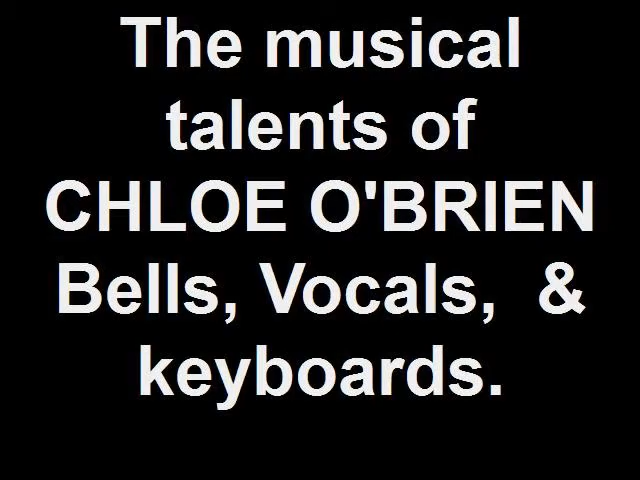 The musical
talents of
CHLOE O'BRIEN
Bells, Vocals,  &
keyboards.